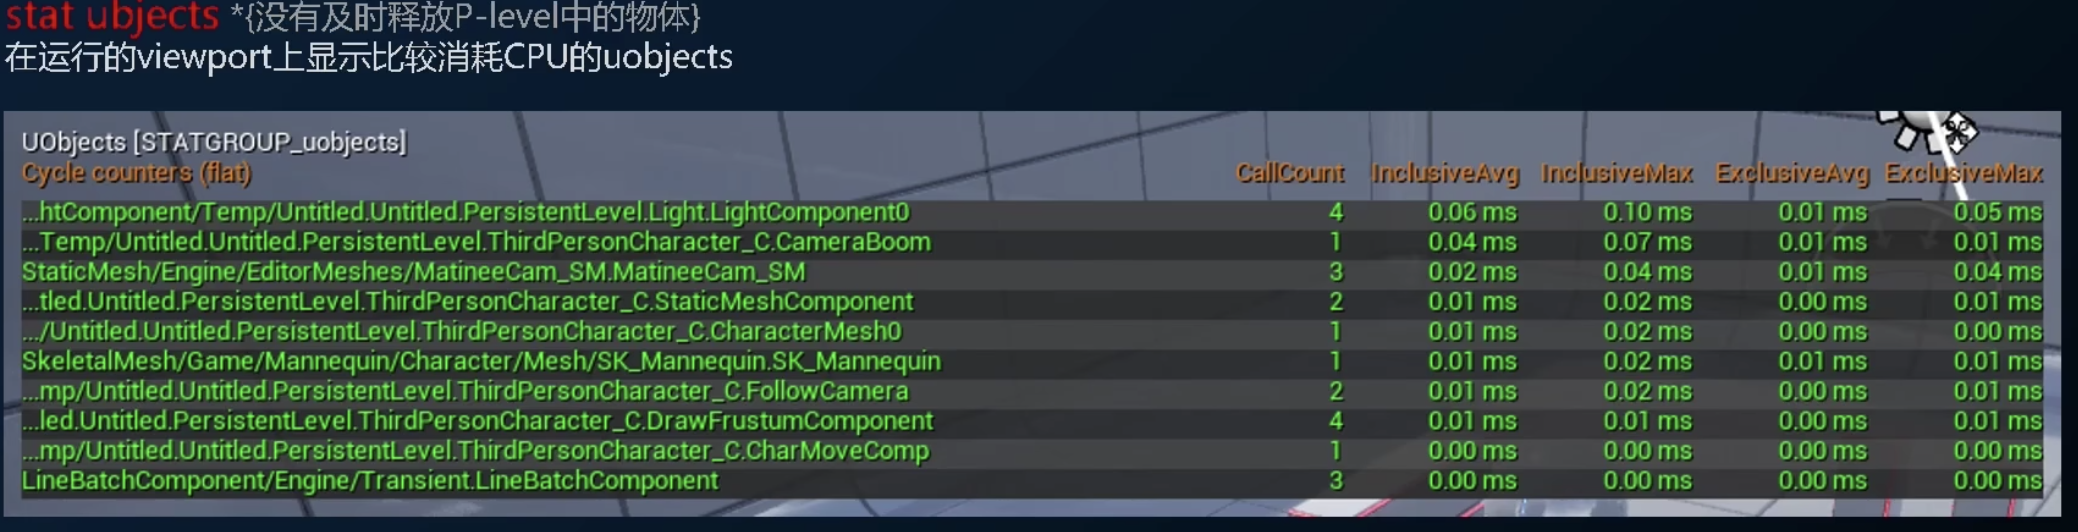 stat ubjects *{没有及时释放P-level中的物体}
在运行的viewport上显示比较消耗CPU的uobjects
UObjects [STATGROUP_uobjects]
Cycle counters (flat) CallCount InclusiveAvg InclusiveMax ExclusiveAvg ExclusiveMax
...htComponent/Temp/Untitled.Untitled.PersistentLevel.Light.LightComponent0 4 0.06 ms 0.10 ms 0.01 ms 0.05 ms
...Temp/Untitled.Untitled.PersistentLevel.ThirdPersonCharacter_C.CameraBoom 1 0.04 ms 0.07 ms 0.01 ms 0.01 ms
StaticMesh/Engine/EditorMeshes/MatineeCam_SM.MatineeCam_SM 3 0.02 ms 0.04 ms 0.01 ms 0.04 ms
...tled.Untitled.PersistentLevel.ThirdPersonCharacter_C.StaticMeshComponent 2 0.01 ms 0.02 ms 0.00 ms 0.01 ms
.../Untitled.Untitled.PersistentLevel.ThirdPersonCharacter_C.CharacterMesh0 1 0.01 ms 0.02 ms 0.00 ms 0.00 ms
SkeletalMesh/Game/Mannequin/Character/Mesh/SK_Mannequin.SK_Mannequin 1 0.01 ms 0.02 ms 0.01 ms 0.01 ms
...mp/Untitled.Untitled.PersistentLevel.ThirdPersonCharacter_C.FollowCamera 2 0.01 ms 0.02 ms 0.00 ms 0.01 ms
...led.Untitled.PersistentLevel.ThirdPersonCharacter_C.DrawFrustumComponent 4 0.01 ms 0.01 ms 0.00 ms 0.01 ms
...mp/Untitled.Untitled.PersistentLevel.ThirdPersonCharacter_C.CharMoveComp 1 0.00 ms 0.00 ms 0.00 ms 0.00 ms
LineBatchComponent/Engine/Transient.LineBatchComponent 3 0.00 ms 0.00 ms 0.00 ms 0.00 ms